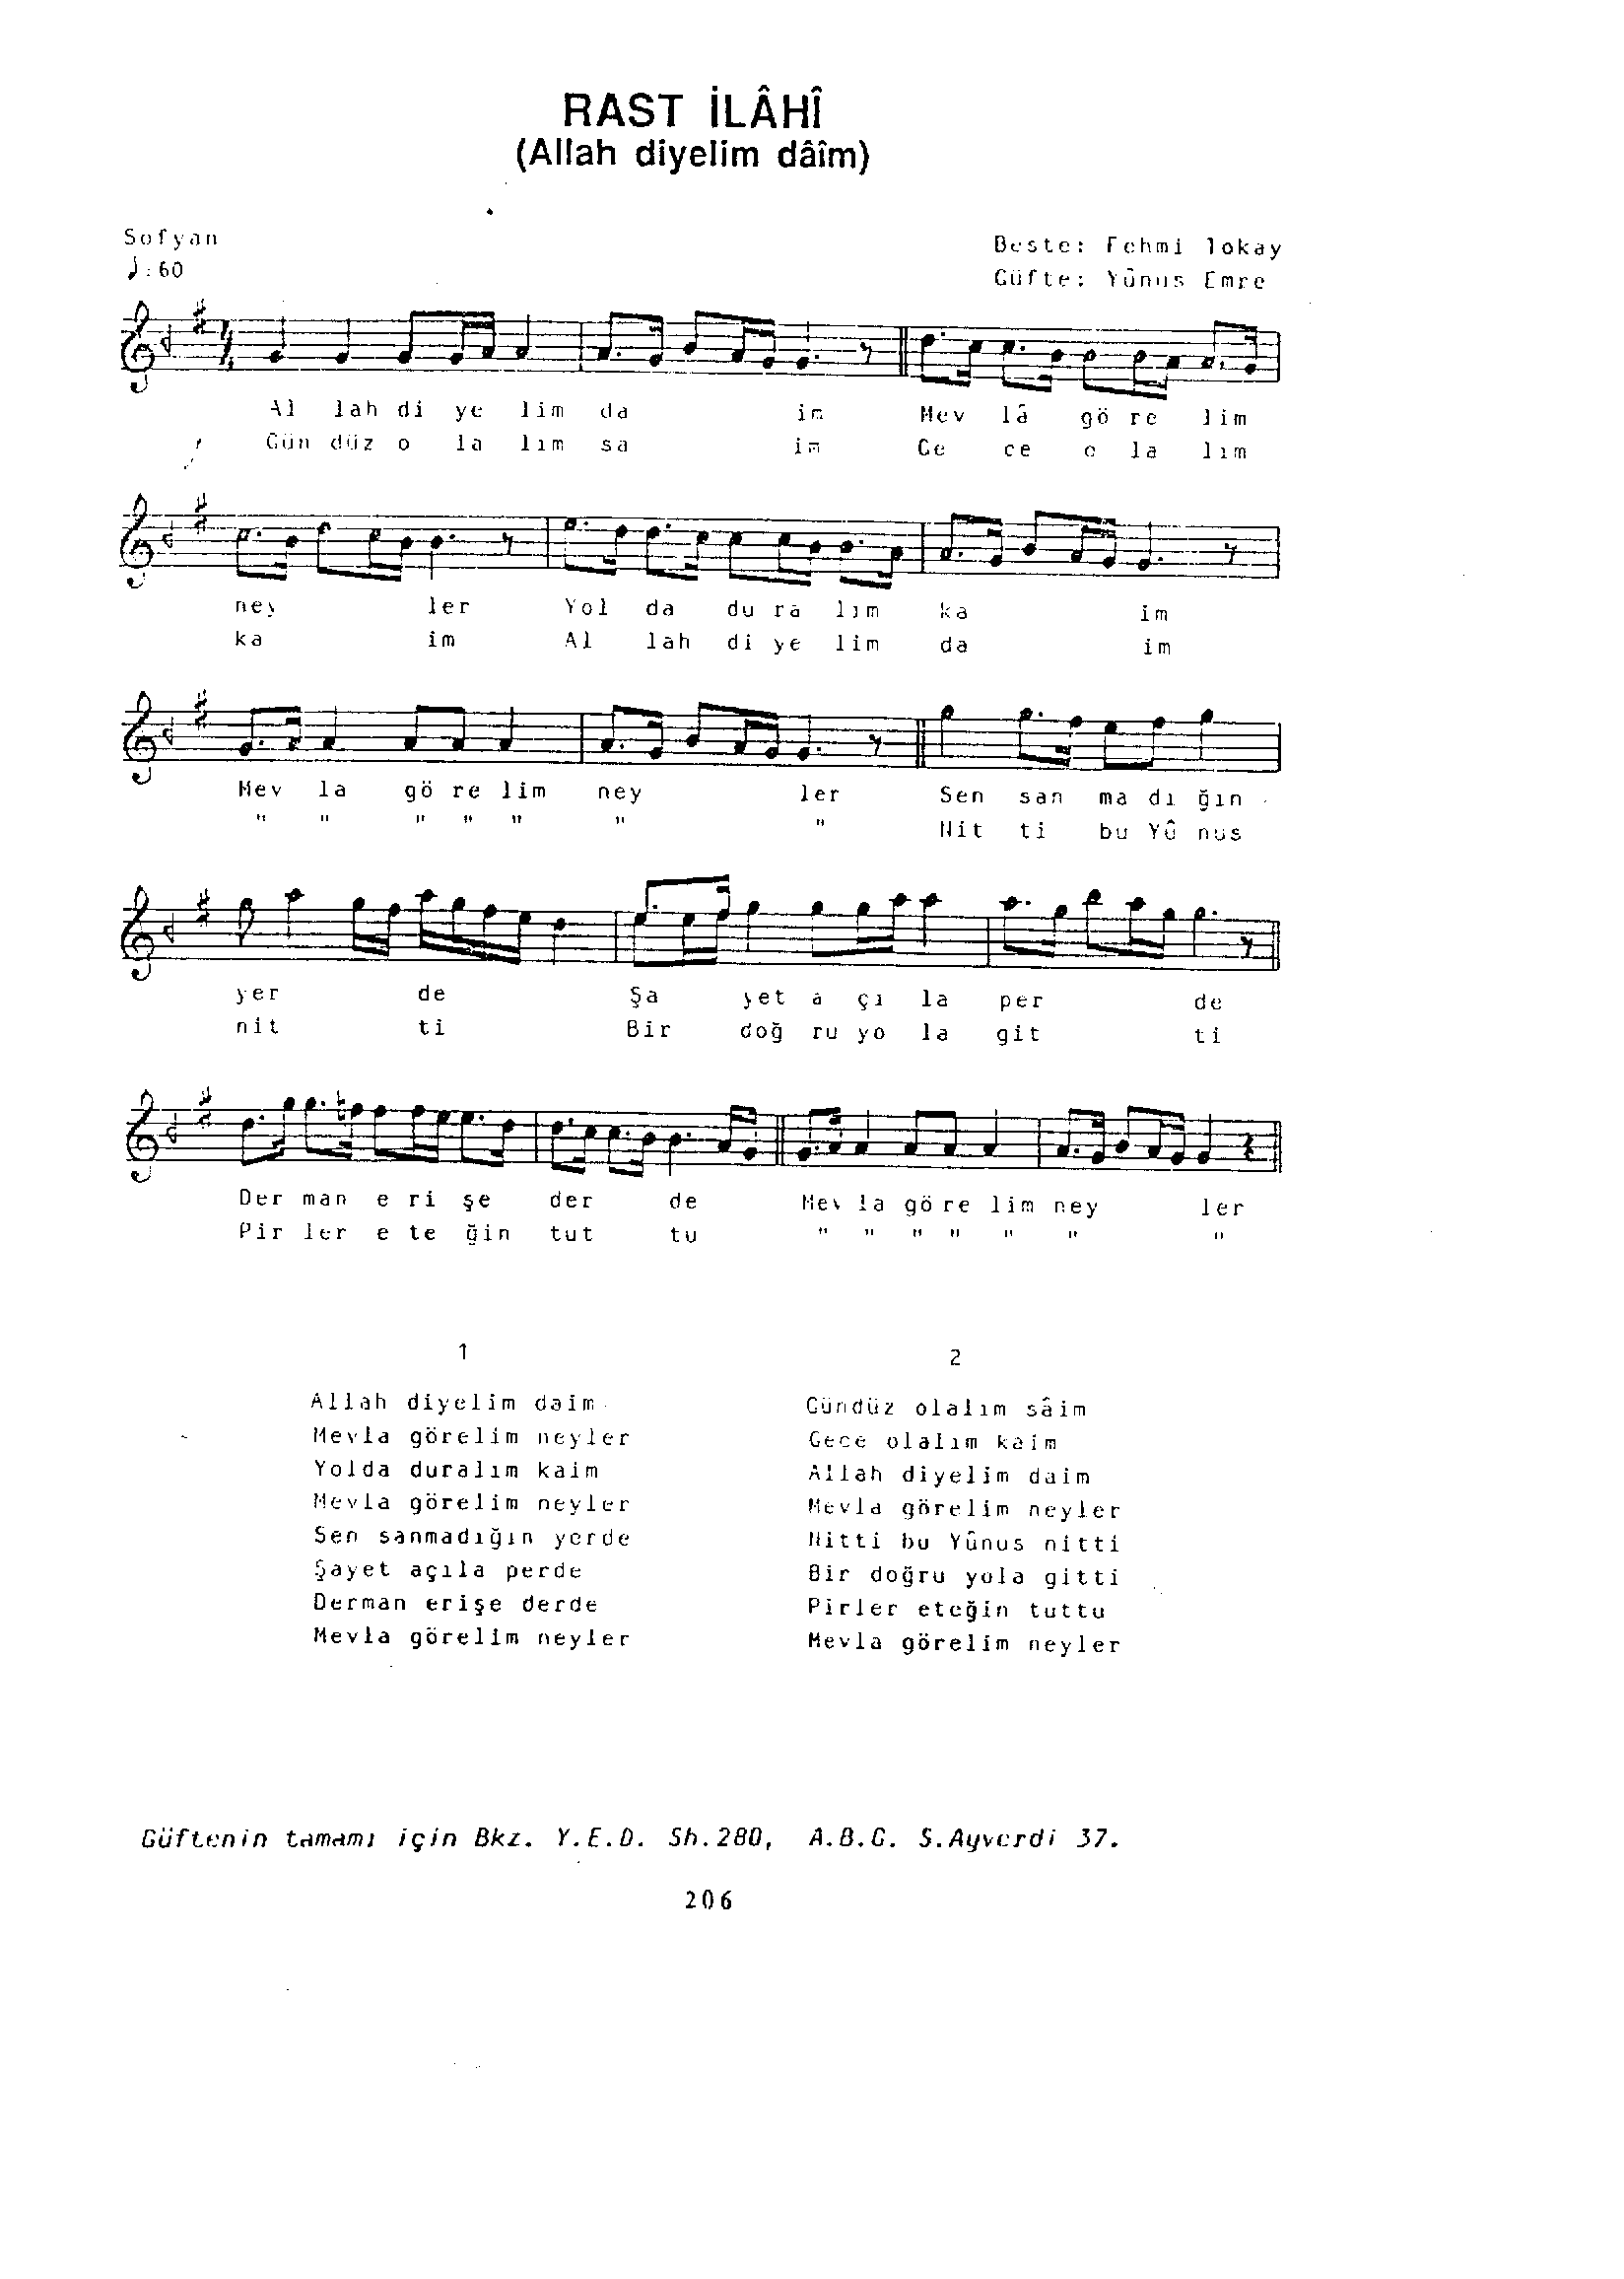 RAST İLÂHÎ
(Allah diyelim dâîm)
Sofyan
♩:60
Beste: Fehmi Tokay
Güfte: Yûnus Emre
Al lah di ye lim da im Mev lâ gö re lim
Gün düz o la lım sa im Ge ce o la lım
ney ler Yol da du ra lım ka im
ka im Al lah di ye lim da im
Mev la gö re lim ney ler Sen san ma dı ğın
" " " " " " " Nit ti bu Yû nus
yer de Şa yet a çı la per de
nit ti Bir doğ ru yo la git ti
Der man e ri şe der de Mev la gö re lim ney ler
Pir ler e te ğin tut tu " " " " " " "
1
Allah diyelim daim
Mevla görelim neyler
Yolda duralım kaim
Mevla görelim neyler
Sen sanmadığın yerde
Şayet açıla perde
Derman erişe derde
Mevla görelim neyler
2
Gündüz olalım sâim
Gece olalım kaim
Allah diyelim daim
Mevla görelim neyler
Nitti bu Yûnus nitti
Bir doğru yola gitti
Pirler eteğin tuttu
Mevla görelim neyler
Güftenin tamamı için Bkz. Y.E.D. Sh.280, A.B.G. S.Ayverdi 37.
206